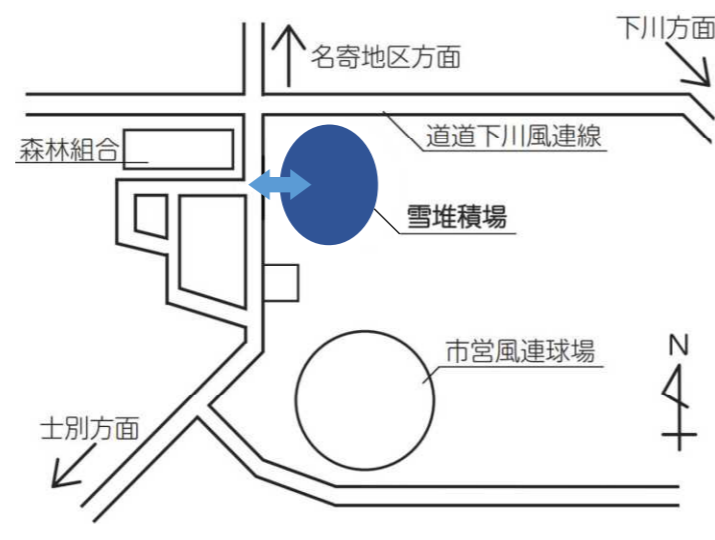 下川方面
名寄地区方面
道道下川風連線
森林組合
雪堆積場
市営風連球場
N
士別方面